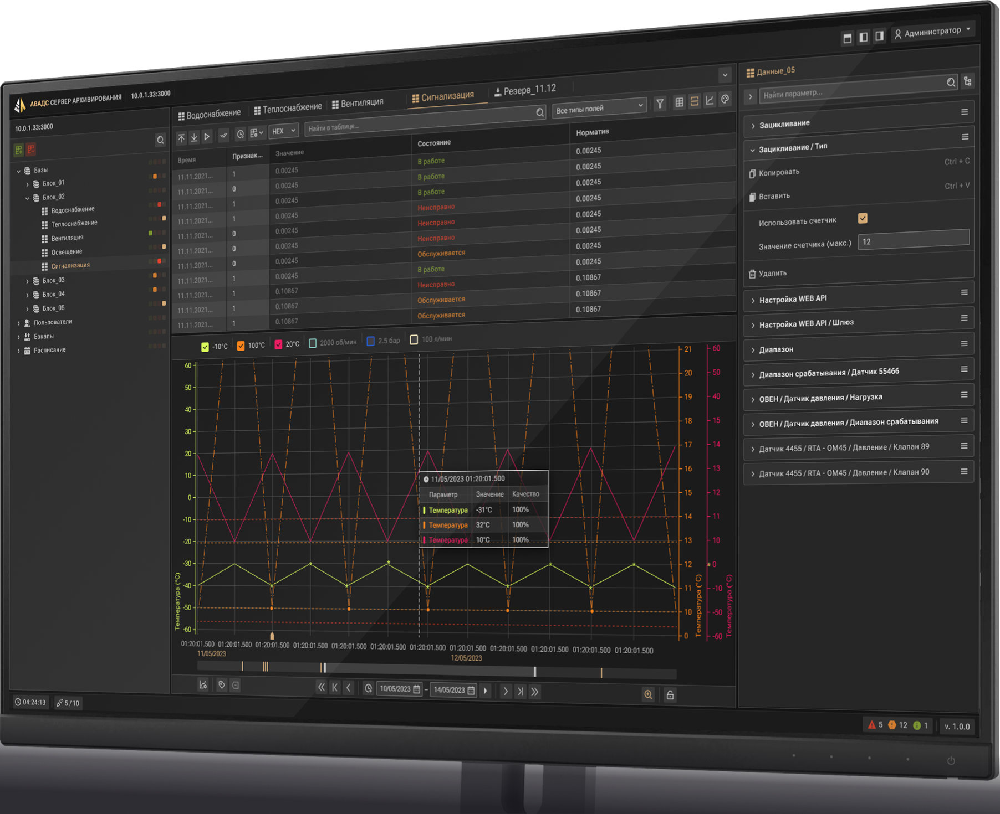 Администратор
АВАДС СЕРВЕР АРХИВИРОВАНИЯ 10.0.1.33:3000
10.0.1.33:3000
Базы
Блок_01
Блок_02
Водоснабжение
Теплоснабжение
Вентиляция
Освещение
Сигнализация
Блок_03
Блок_04
Блок_05
Пользователи
Бэкапы
Расписание
04:24:13 5 / 10
Водоснабжение Теплоснабжение Вентиляция Сигнализация Резерв_11.12
HEX Найти в таблице... Все типы полей
Время Признак... Значение Состояние Норматив
11.11.2021... 1 0.00245 В работе 0.00245
11.11.2021... 0 0.00245 В работе 0.00245
11.11.2021... 1 0.00245 В работе 0.00245
11.11.2021... 1 0.00245 Неисправно 0.00245
11.11.2021... 0 0.00245 Неисправно 0.00245
11.11.2021... 0 0.00245 Неисправно 0.00245
11.11.2021... 0 0.00245 Обслуживается 0.00245
11.11.2021... 1 0.00245 В работе 0.00245
11.11.2021... 1 0.10867 Неисправно 0.10867
11.11.2021... 1 0.10867 Обслуживается 0.10867
11.11.2021... 1 0.10867 Обслуживается 0.10867
-10°C 100°C 20°C 2000 об/мин 2.5 бар 100 л/мин
60
50
40
30
20
10
0
-10
-20
-30
-40
-50
-60
Температура (°C)
11/05/2023 01:20:01.500
Параметр Значение Качество
Температура -31°C 100%
Температура 32°C 100%
Температура 10°C 100%
21
20
19
18
17
16
15
14
13
12
11
10
0
Температура (°C)
60
50
40
15
14
13
12
11
10
0
-10
-50
-60
Температура (°C)
01:20:01.500 01:20:01.500 01:20:01.500 01:20:01.500 01:20:01.500 01:20:01.500 01:20:01.500 01:20:01.500 01:20:01.500 01:20:01.500 01:20:01.500 01:20:01.500
11/05/2023 12/05/2023
10/05/2023 – 14/05/2023
Данные_05
Найти параметр...
Зацикливание
Зацикливание / Тип
Копировать Ctrl + C
Вставить Ctrl + V
Использовать счетчик
Значение счетчика (макс.) 12
Удалить
Настройка WEB API
Настройка WEB API / Шлюз
Диапазон
Диапазон срабатывания / Датчик 55466
ОВЕН / Датчик давления / Нагрузка
ОВЕН / Датчик давления / Диапазон срабатывания
Датчик 4455 / RTA - OM45 / Давление / Клапан 89
Датчик 4455 / RTA - OM45 / Давление / Клапан 90
5 12 1 v. 1.0.0